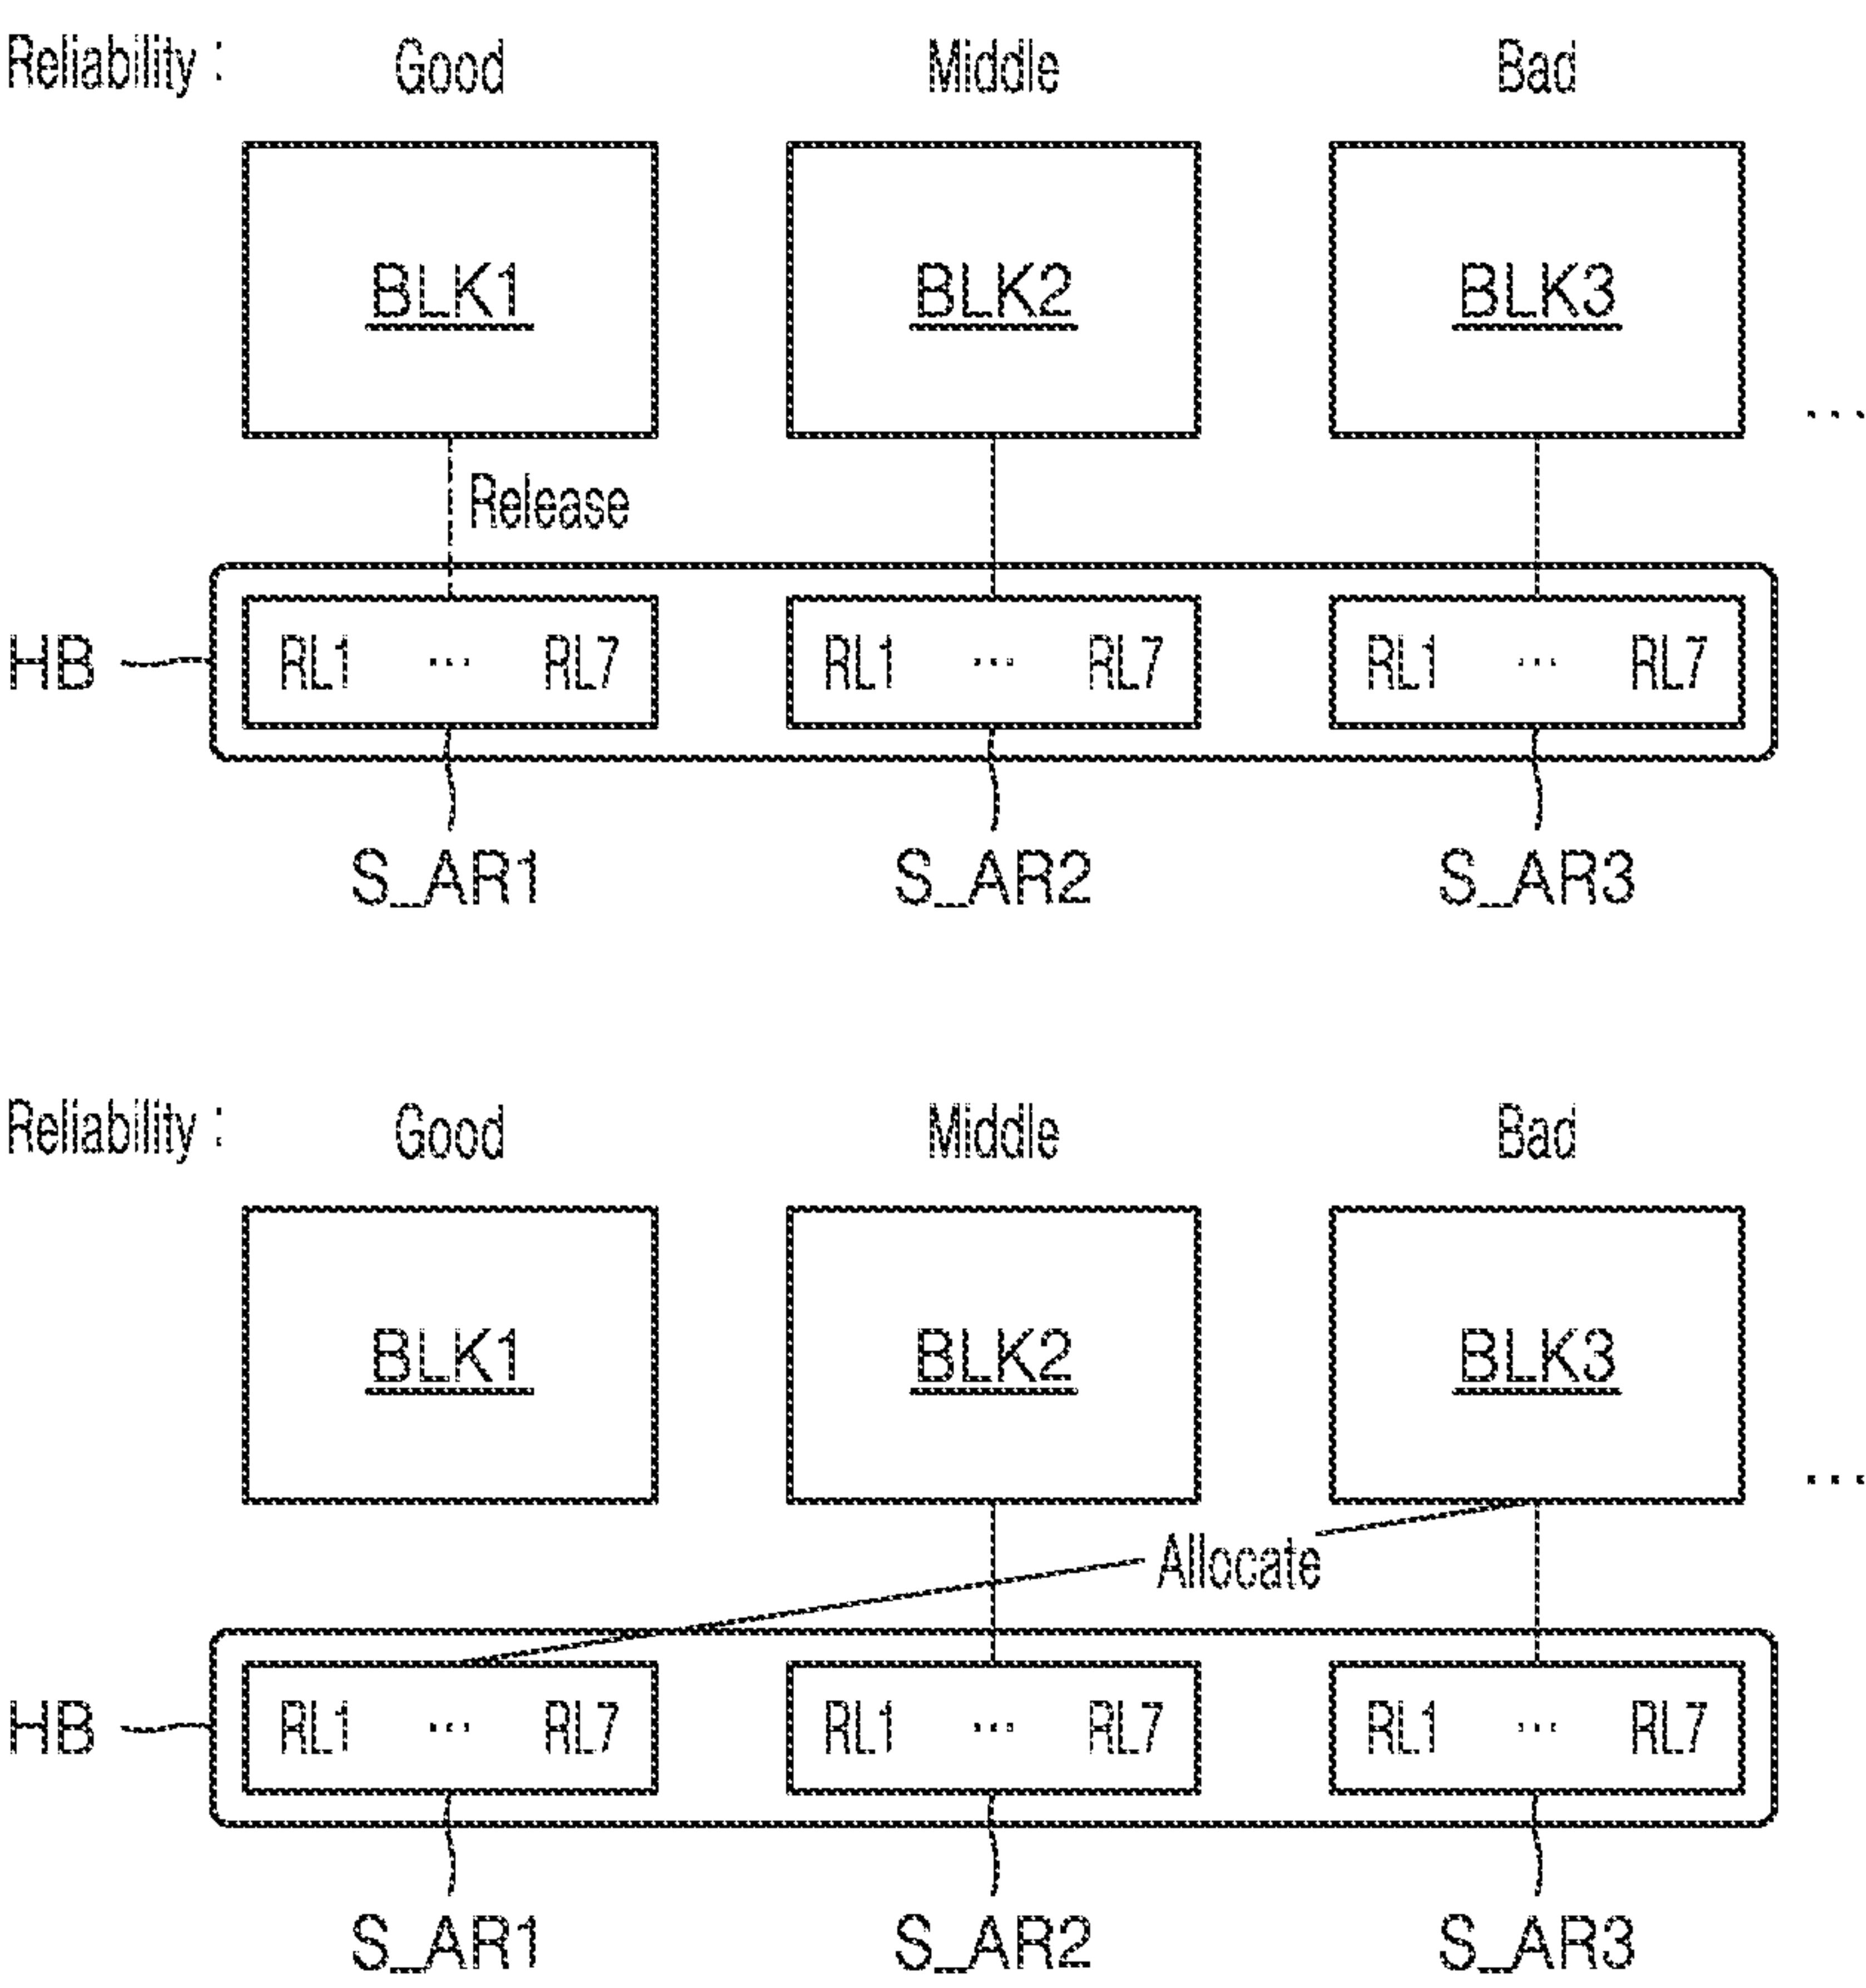 Reliability : Good Middle Bad
BLK1 BLK2 BLK3
...
Release
HB RL1 ... RL7 RL1 ... RL7 RL1 ... RL7
S_AR1 S_AR2 S_AR3
Reliability : Good Middle Bad
BLK1 BLK2 BLK3
...
Allocate
HB RL1 ... RL7 RL1 ... RL7 RL1 ... RL7
S_AR1 S_AR2 S_AR3